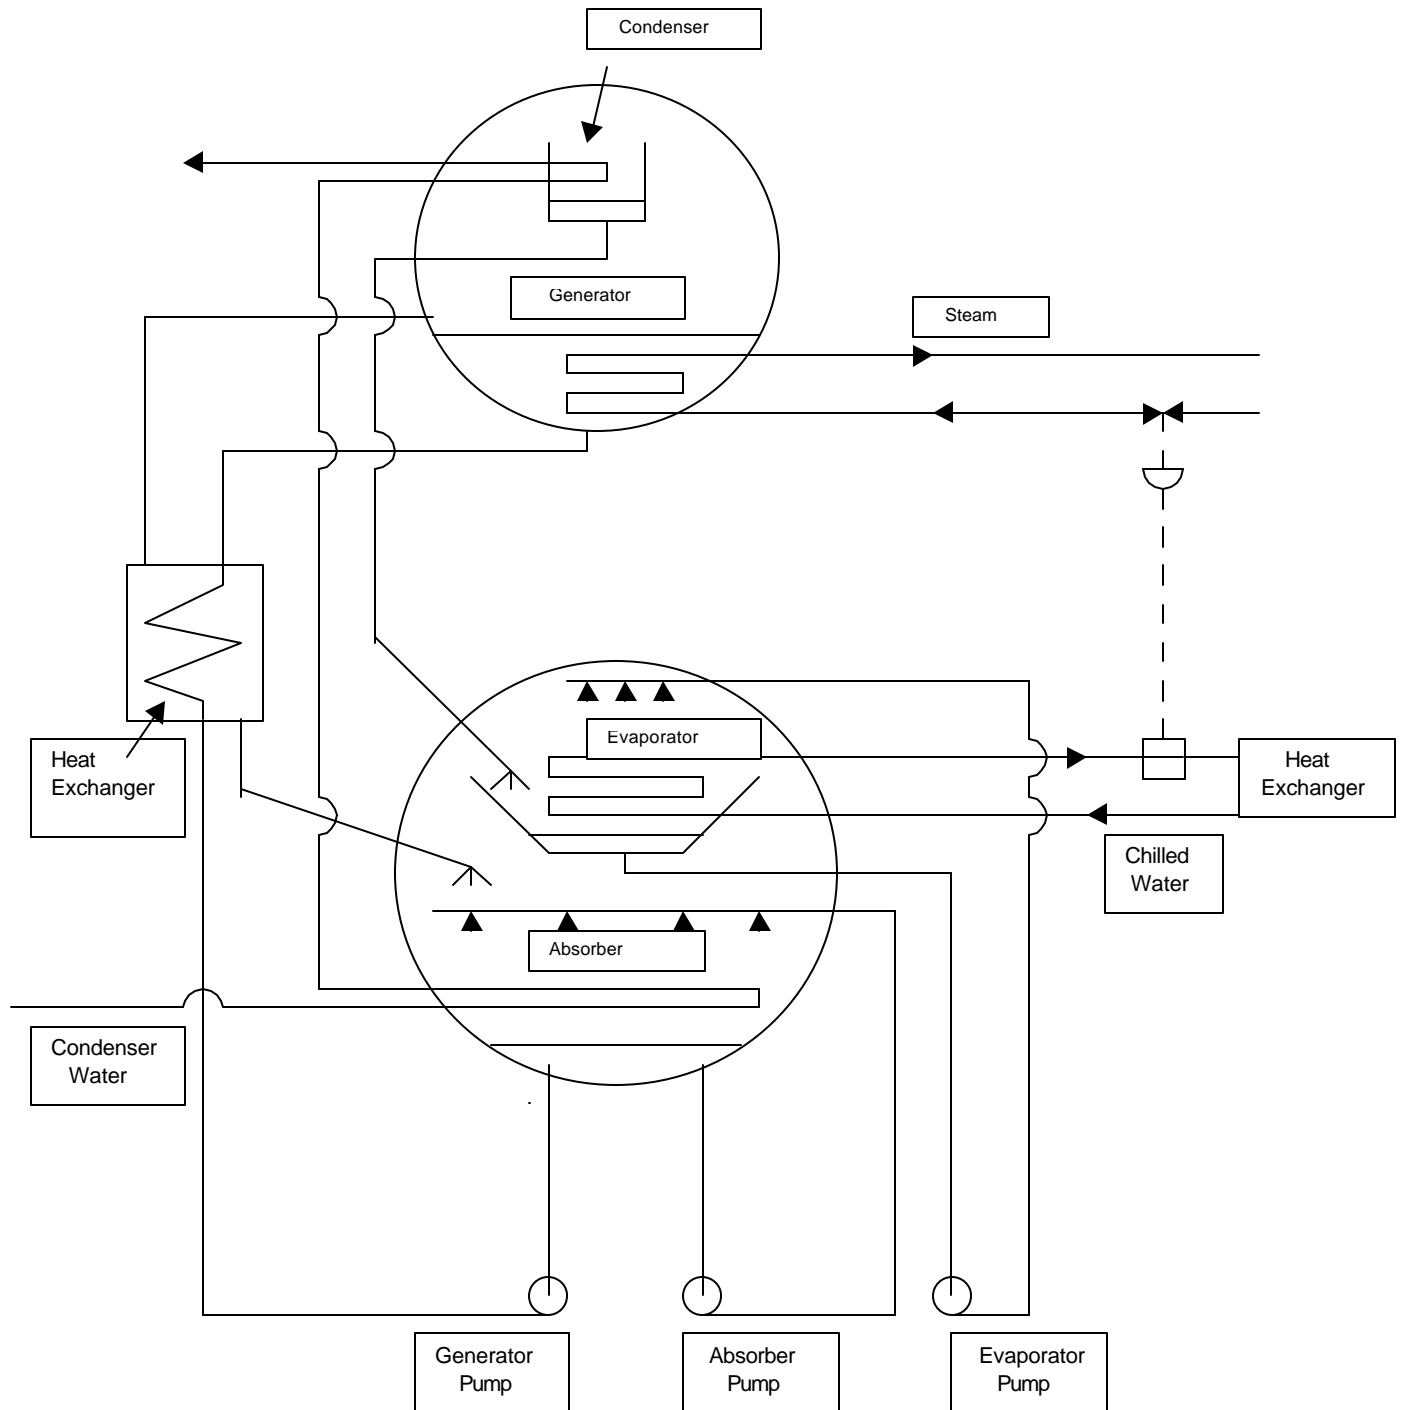 Condenser
Generator
Steam
Evaporator
Heat
Exchanger
Heat
Exchanger
Chilled
Water
Absorber
Condenser
Water
Generator
Pump
Absorber
Pump
Evaporator
Pump